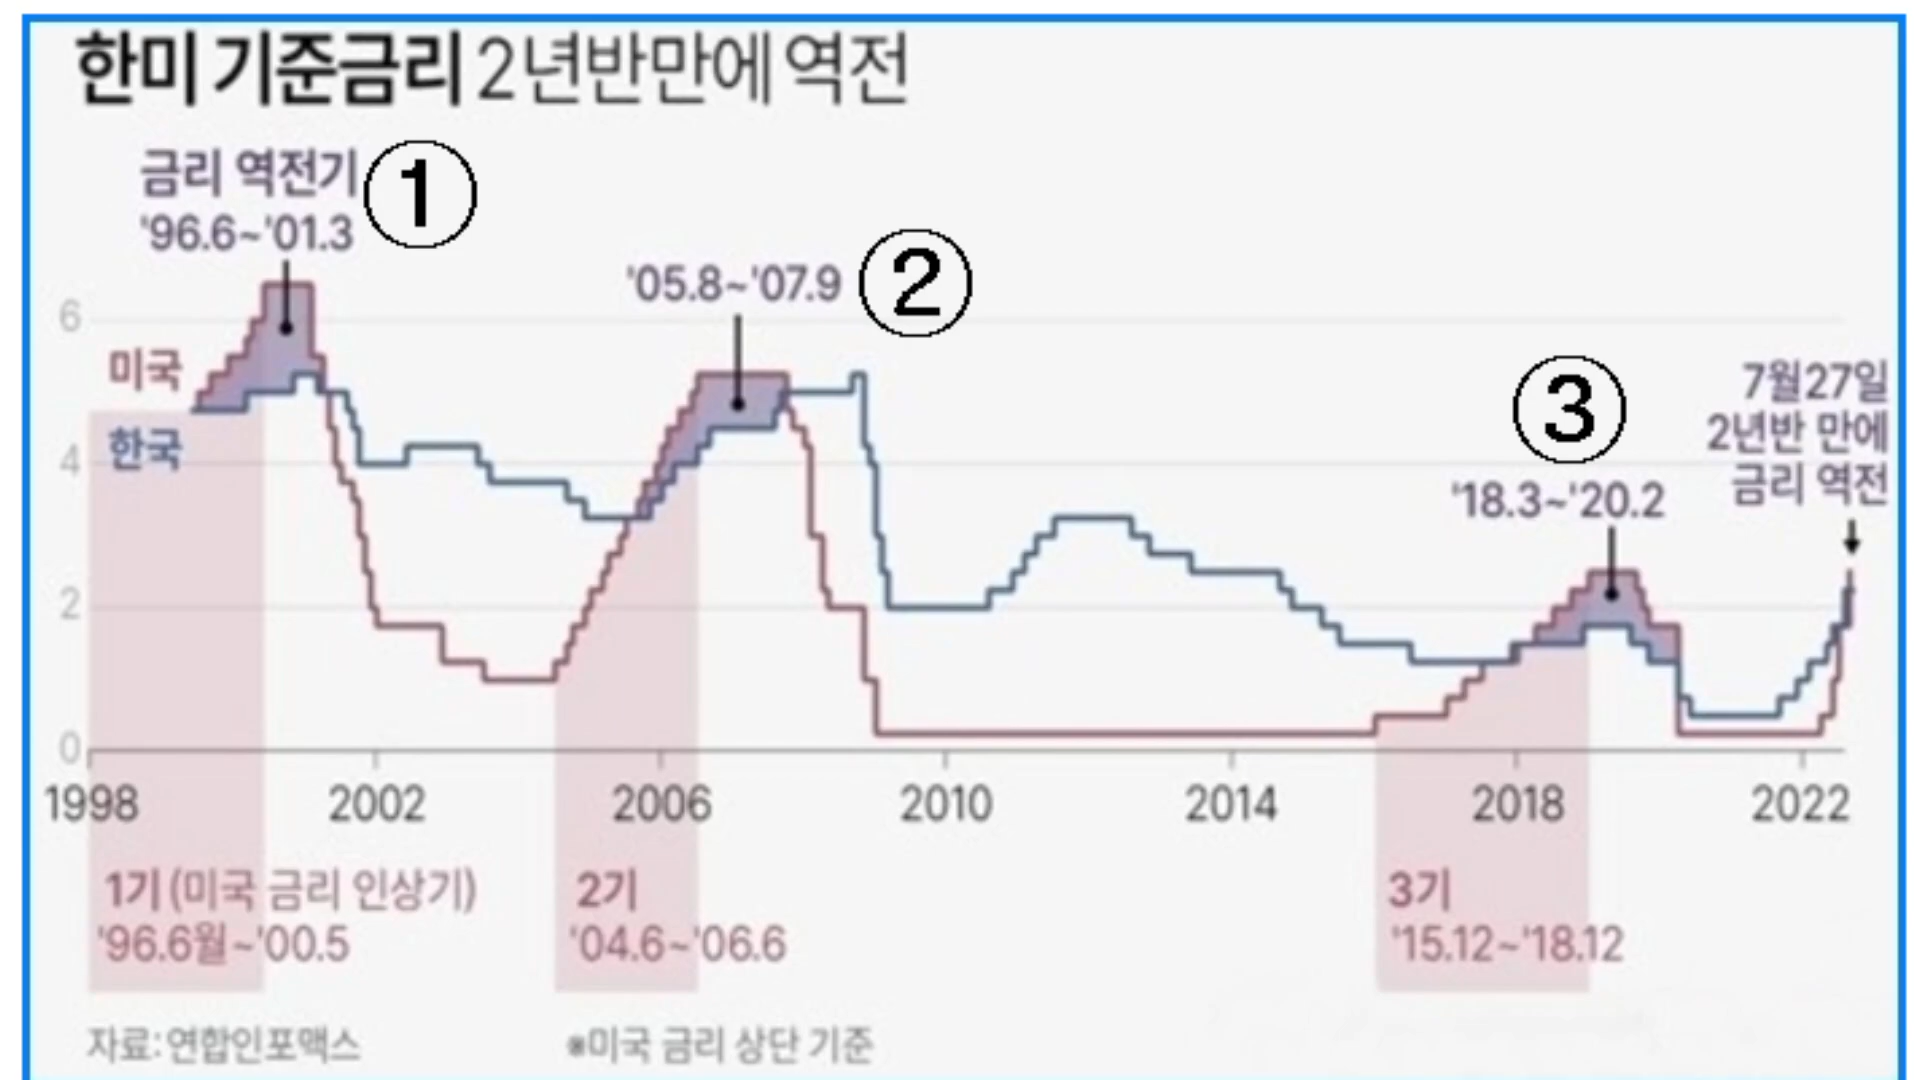 한미 기준금리 2년반만에 역전
금리 역전기
'96.6~'01.3
①
'05.8~'07.9
②
③
'18.3~'20.2
7월27일
2년반 만에
금리 역전
6
4
2
0
미국
한국
1998 2002 2006 2010 2014 2018 2022
1기 (미국 금리 인상기)
'96.6월~'00.5
2기
'04.6~'06.6
3기
'15.12~'18.12
자료: 연합인포맥스
※미국 금리 상단 기준